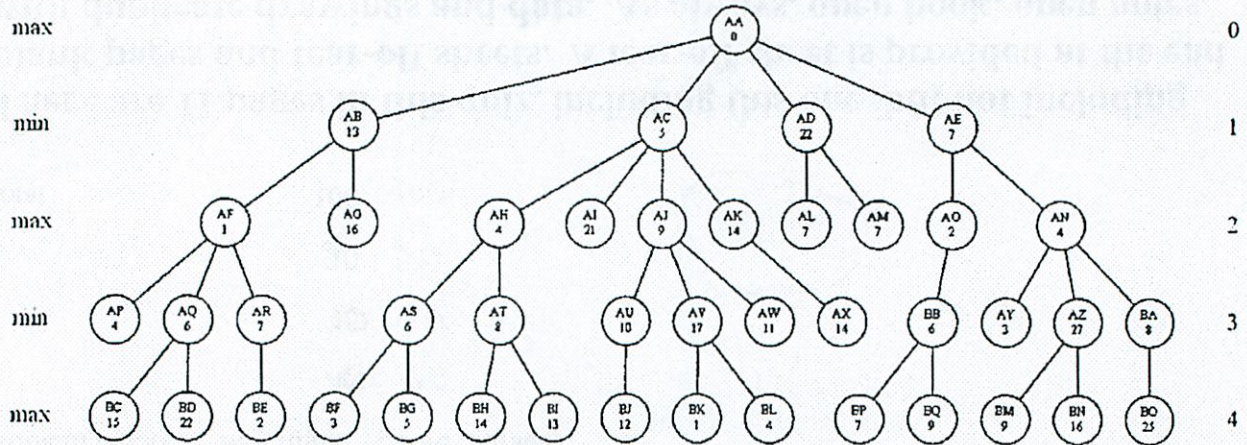 max AA 0
0
min AB AC AD AE 1
13 5 22 7
max AF AG AH AI AJ AK AL AM AO AN 2
1 16 4 21 9 14 7 7 2 4
min AP AQ AR AS AT AU AV AW AX BB AY AZ BA 3
4 6 7 6 2 10 17 11 14 6 3 27 8
max BC BD BE BF BG BH BI BJ BK BL BP BQ BM BN BO 4
15 22 2 3 5 14 13 12 1 4 7 9 9 16 25